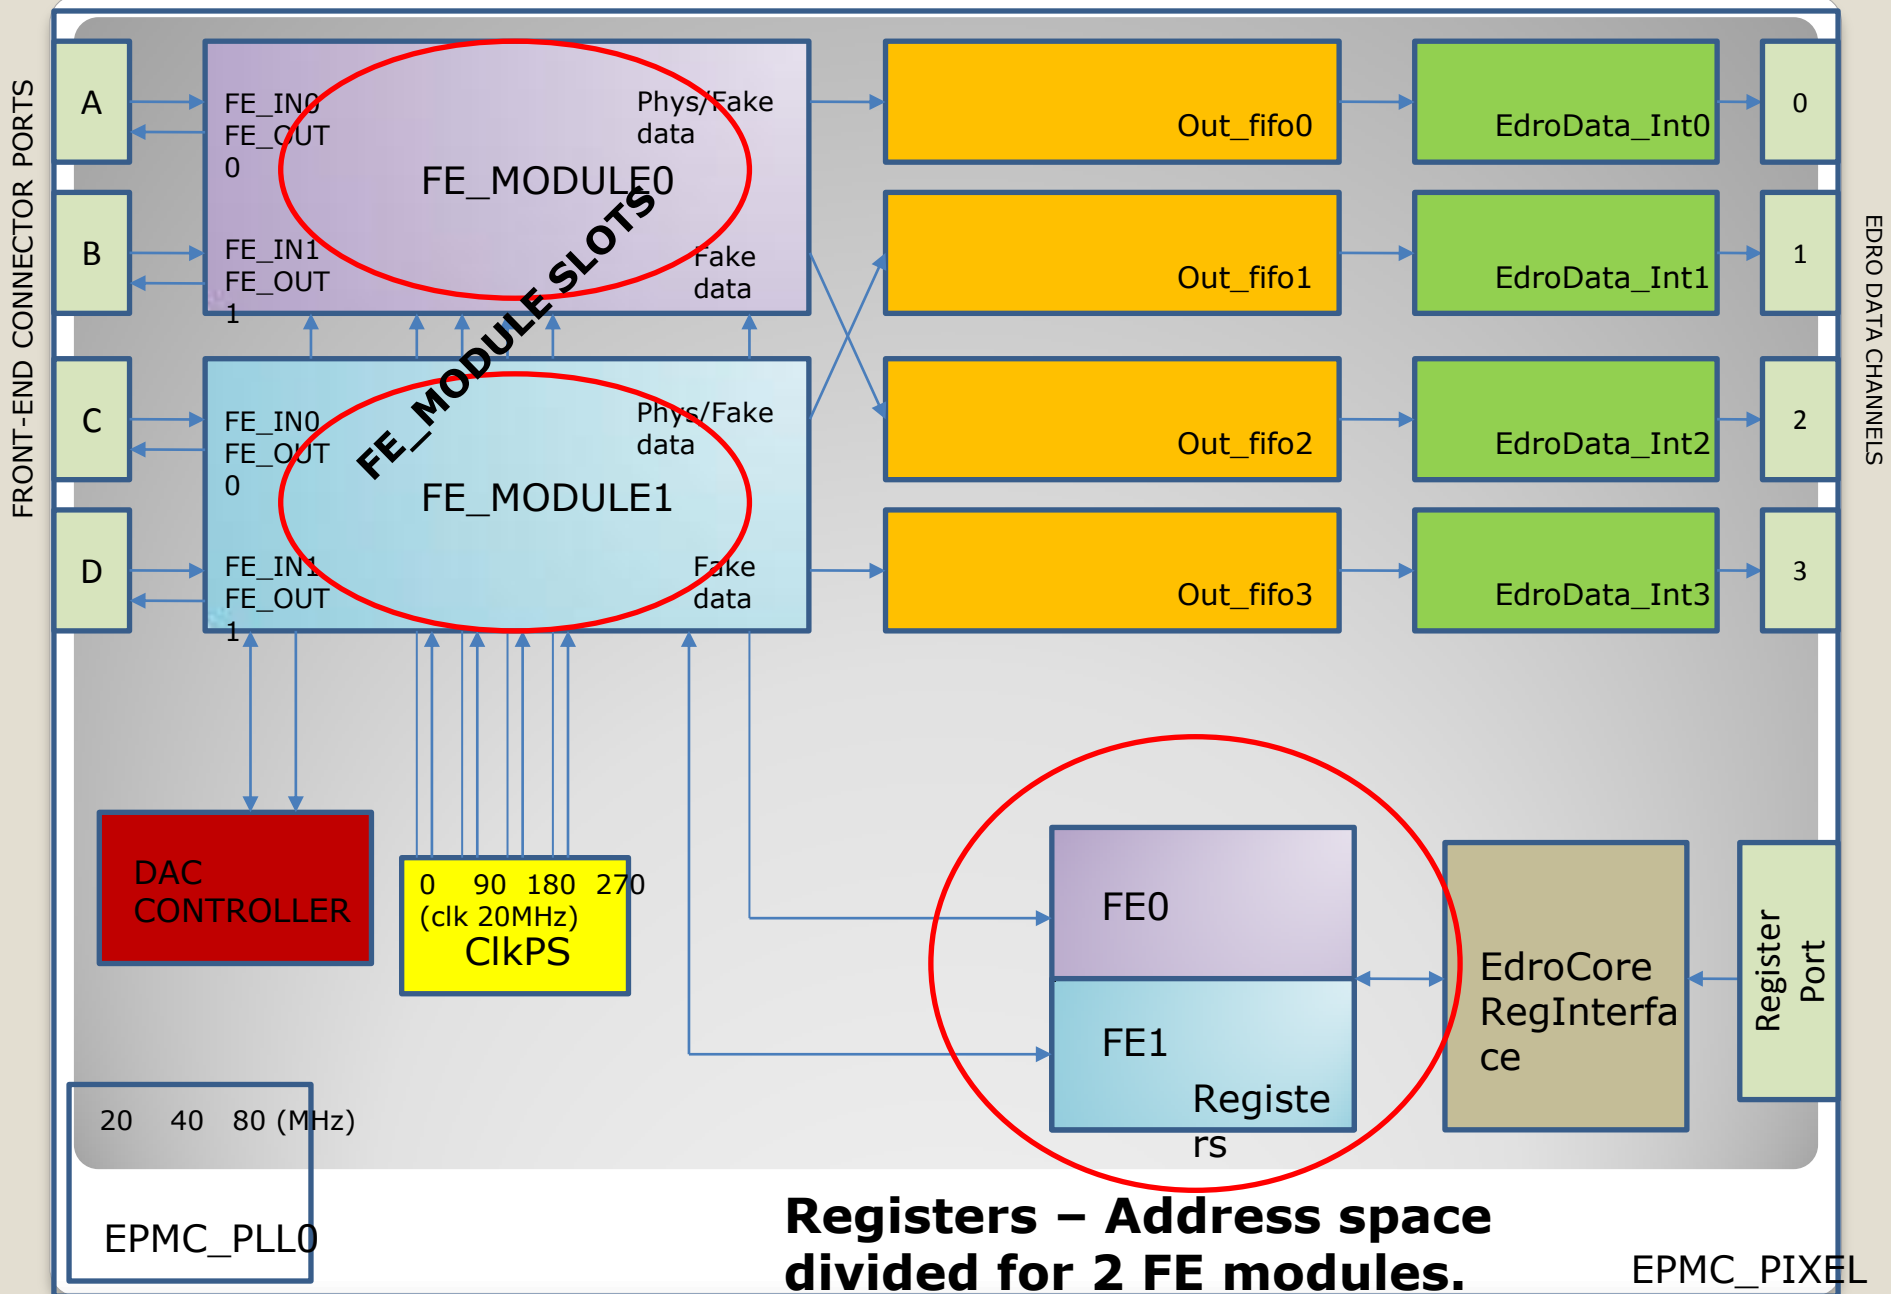 FRONT-END CONNECTOR PORTS
A
B
C
D
FE_IN0
FE_OUT
0
Phys/Fake
data
FE_MODULE0
FE_IN1
FE_OUT
1
Fake
data
FE_MODULE SLOTS
FE_IN0
FE_OUT
0
Phys/Fake
data
FE_MODULE1
FE_IN1
FE_OUT
1
Fake
data
Out_fifo0
Out_fifo1
Out_fifo2
Out_fifo3
EdroData_Int0
EdroData_Int1
EdroData_Int2
EdroData_Int3
0
1
2
3
EDRO DATA CHANNELS
DAC
CONTROLLER
0 90 180 270
(clk 20MHz)
ClkPS
FE0
FE1
Registe
rs
EdroCore
RegInterfa
ce
Register
Port
20 40 80 (MHz)
EPMC_PLL0
Registers – Address space
divided for 2 FE modules.
EPMC_PIXEL